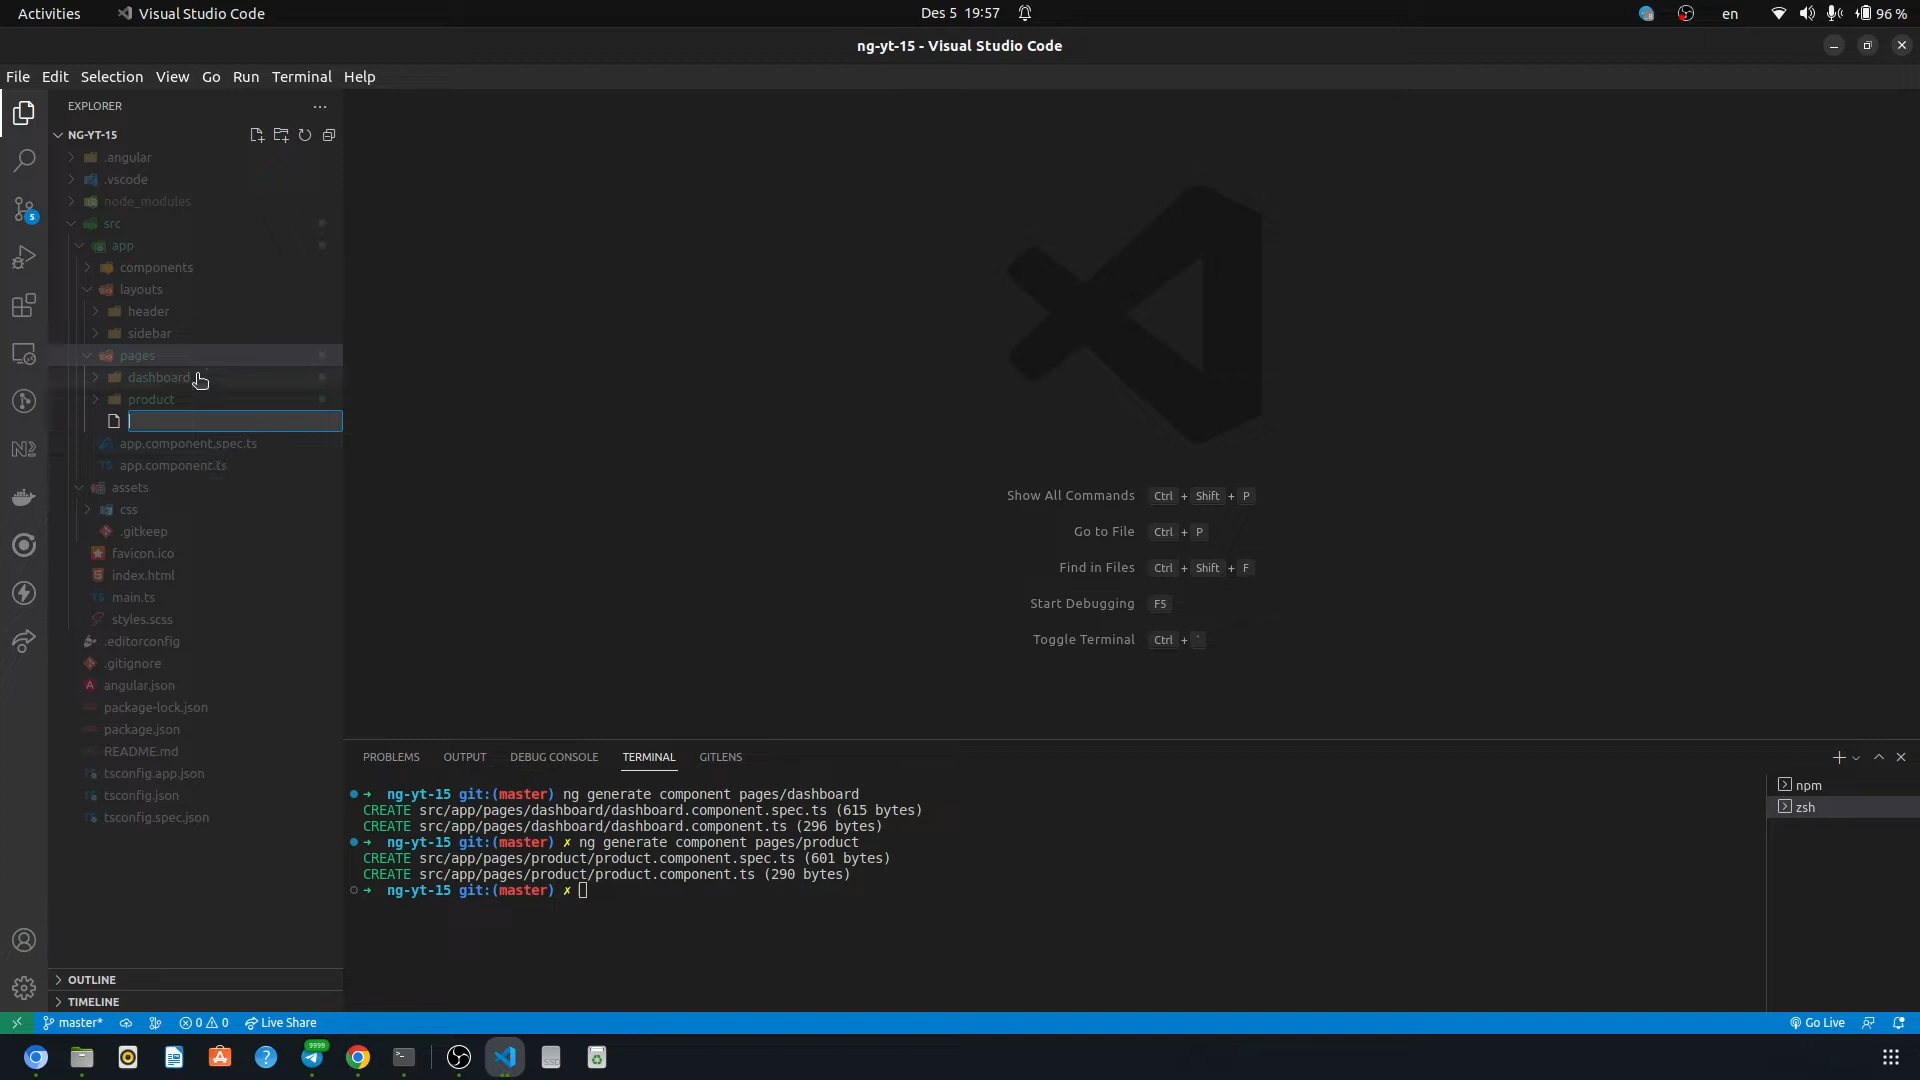 Activities
Visual Studio Code
Des 5 19:57
en
96 %
ng-yt-15 - Visual Studio Code
File Edit Selection View Go Run Terminal Help
EXPLORER
NG-YT-15
.angular
.vscode
node_modules
src
app
components
layouts
header
sidebar
pages
dashboard
product
app.component.spec.ts
app.component.ts
assets
css
.gitkeep
favicon.ico
index.html
main.ts
styles.scss
.editorconfig
.gitignore
angular.json
package-lock.json
package.json
README.md
tsconfig.app.json
tsconfig.json
tsconfig.spec.json
OUTLINE
TIMELINE
5
Show All Commands Ctrl + Shift + P
Go to File Ctrl + P
Find in Files Ctrl + Shift + F
Start Debugging F5
Toggle Terminal Ctrl + `
PROBLEMS OUTPUT DEBUG CONSOLE TERMINAL GITLENS
➜ ng-yt-15 git:(master) ng generate component pages/dashboard
CREATE src/app/pages/dashboard/dashboard.component.spec.ts (615 bytes)
CREATE src/app/pages/dashboard/dashboard.component.ts (296 bytes)
➜ ng-yt-15 git:(master) ✗ ng generate component pages/product
CREATE src/app/pages/product/product.component.spec.ts (601 bytes)
CREATE src/app/pages/product/product.component.ts (290 bytes)
➜ ng-yt-15 git:(master) ✗
npm
zsh
master* 0 0 Live Share
Go Live
9999
SSD